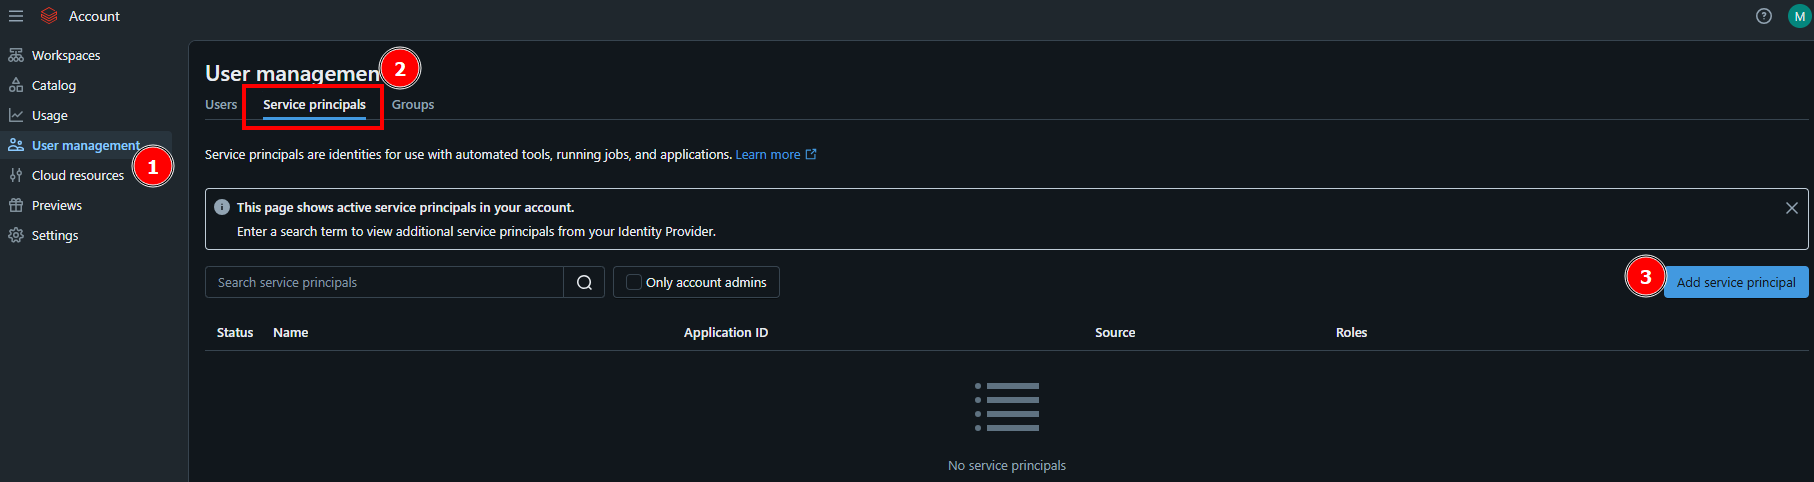 Account
M
Workspaces
Catalog
Usage
User management
Cloud resources
Previews
Settings
1
User managemen
2
Users Service principals Groups
Service principals are identities for use with automated tools, running jobs, and applications. Learn more
This page shows active service principals in your account.
Enter a search term to view additional service principals from your Identity Provider.
Search service principals
Only account admins
3
Add service principal
Status Name Application ID Source Roles
No service principals